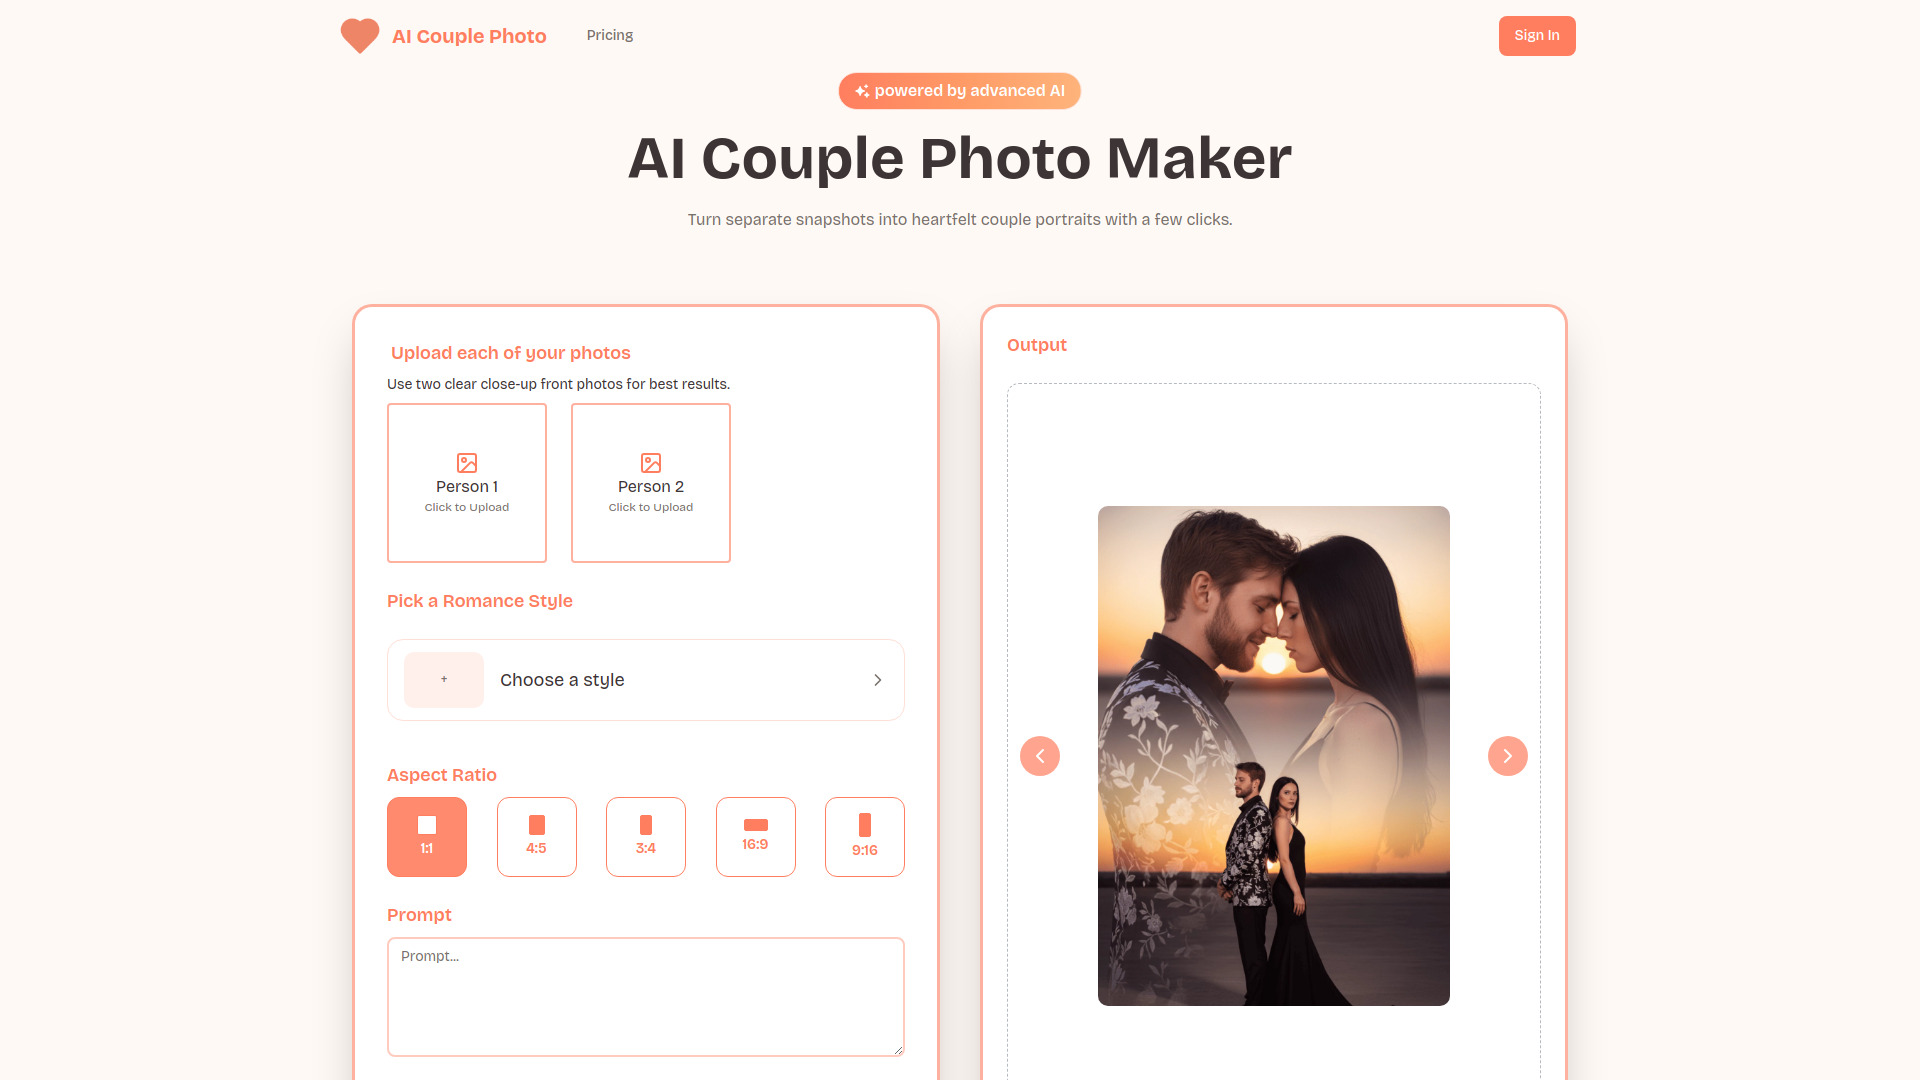 AI Couple Photo
Pricing
Sign In
powered by advanced AI
AI Couple Photo Maker
Turn separate snapshots into heartfelt couple portraits with a few clicks.
Upload each of your photos
Use two clear close-up front photos for best results.
Person 1
Click to Upload
Person 2
Click to Upload
Pick a Romance Style
+
Choose a style
Aspect Ratio
1:1
4:5
3:4
16:9
9:16
Prompt
Prompt...
Output